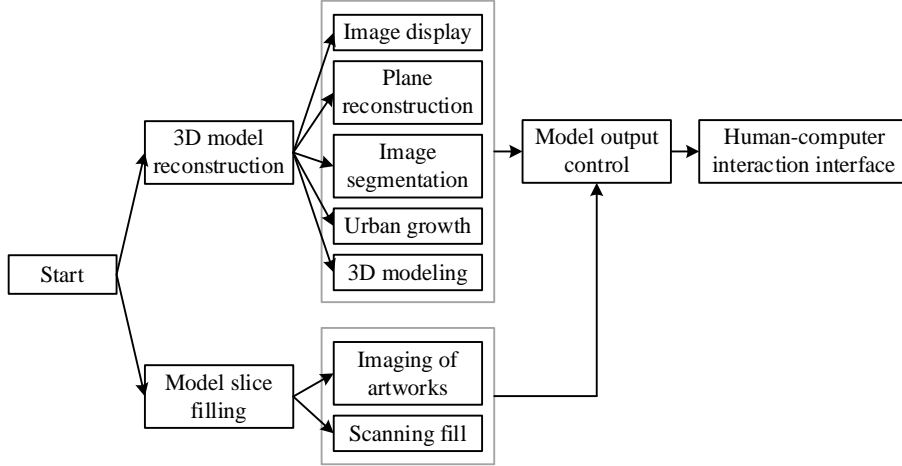 Start
3D model
reconstruction
Model slice
filling
Image display
Plane
reconstruction
Image
segmentation
Urban growth
3D modeling
Imaging of
artworks
Scanning fill
Model output
control
Human-computer
interaction interface